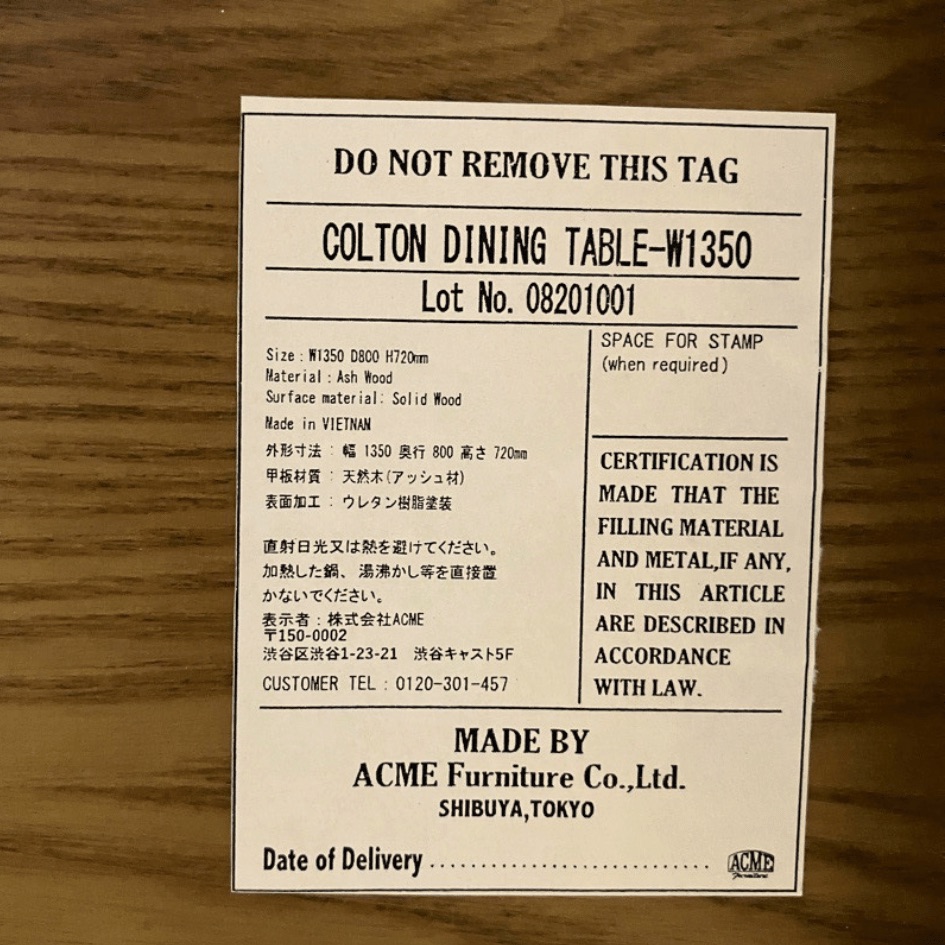 DO NOT REMOVE THIS TAG
COLTON DINING TABLE-W1350
Lot No. 08201001
Size : W1350 D800 H720mm
Material : Ash Wood
Surface material: Solid Wood
Made in VIETNAM
外形寸法 : 幅 1350 奥行 800 高さ 720mm
甲板材質 : 天然木(アッシュ材)
表面加工 : ウレタン樹脂塗装
直射日光又は熱を避けてください。
加熱した鍋、湯沸かし等を直接置
かないでください。
表示者 : 株式会社ACME
〒150-0002
渋谷区渋谷1-23-21 渋谷キャスト5F
CUSTOMER TEL : 0120-301-457
SPACE FOR STAMP
(when required)
CERTIFICATION IS
MADE THAT THE
FILLING MATERIAL
AND METAL,IF ANY,
IN THIS ARTICLE
ARE DESCRIBED IN
ACCORDANCE
WITH LAW.
MADE BY
ACME Furniture Co.,Ltd.
SHIBUYA,TOKYO
Date of Delivery ..............................
ACME
Furniture